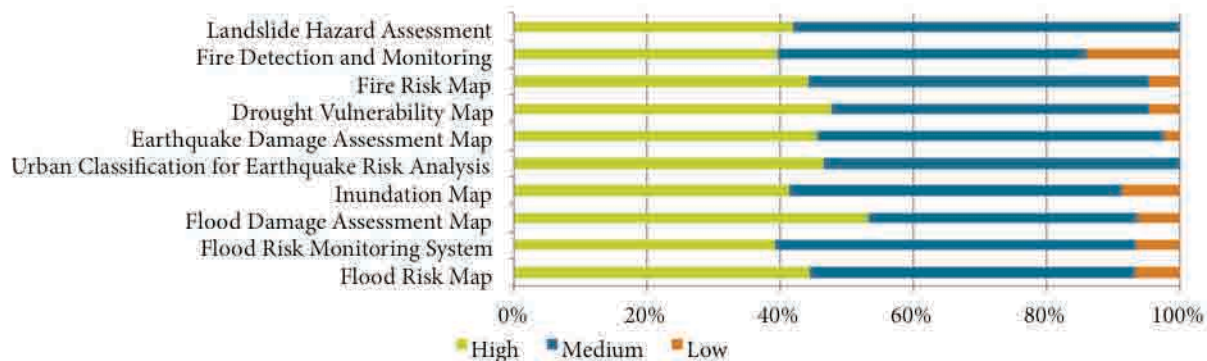 Landslide Hazard Assessment
Fire Detection and Monitoring
Fire Risk Map
Drought Vulnerability Map
Earthquake Damage Assessment Map
Urban Classification for Earthquake Risk Analysis
Inundation Map
Flood Damage Assessment Map
Flood Risk Monitoring System
Flood Risk Map
0% 20% 40% 60% 80% 100%
High Medium Low